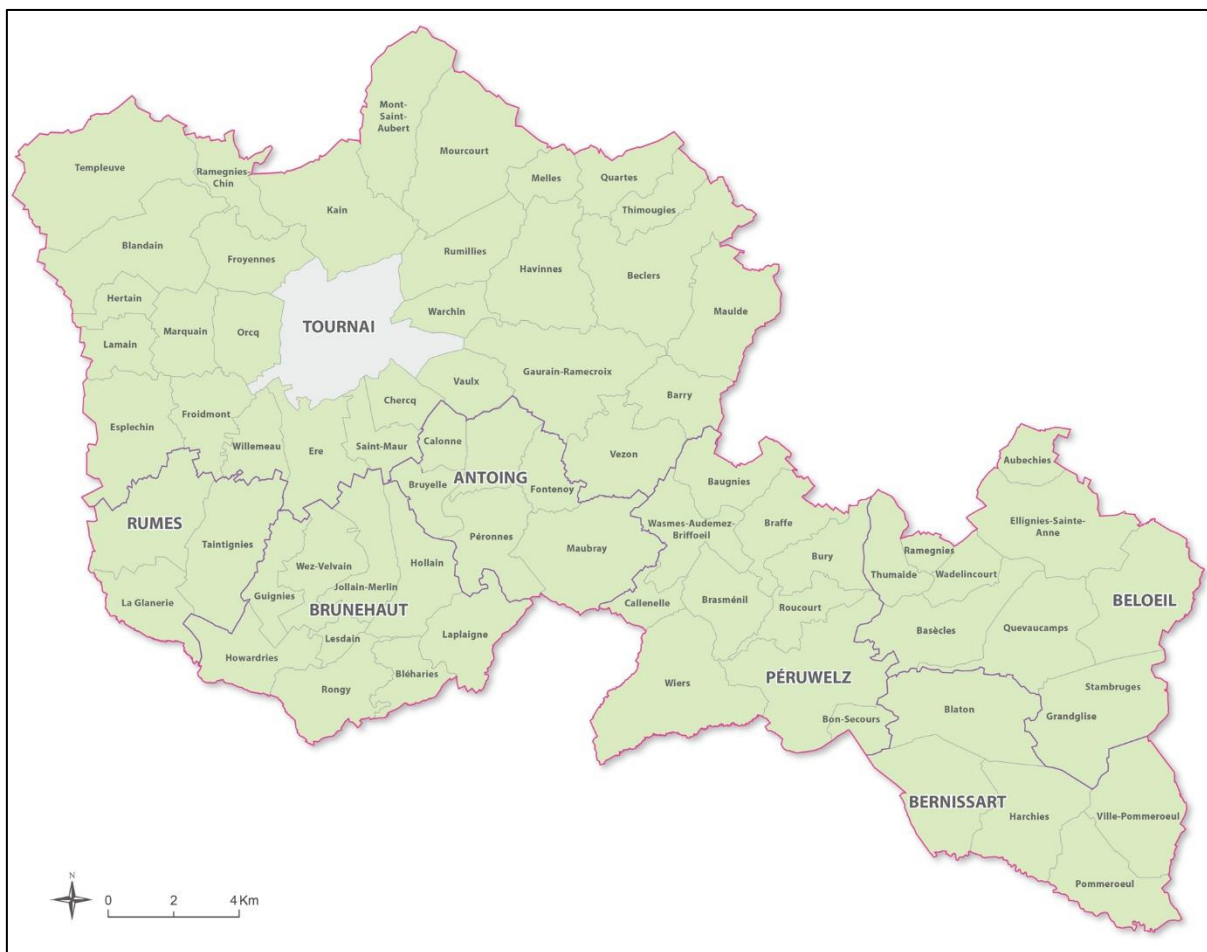 Mont-
Saint-
Aubert
Mourcourt
Templeuve
Ramegnies-
Chin
Melles
Quartes
Thimougies
Kain
Blandain
Froyennes
Rumillies
Havinnes
Beclers
Hertain
Marquain
Orcq
TOURNAI
Warchin
Maulde
Lamain
Gaurain-Ramecroix
Vaulx
Barry
Chercq
Esplechin
Froidmont
Willemeau
Ere
Saint-Maur
Calonne
Vezon
ANTOING
Bruyelle
Fontenoy
Aubechies
Baugnies
RUMES
Taintignies
Péronnes
Maubray
Wasmes-Audemez-
Briffoeil
Braffe
Ellignies-Sainte-
Anne
Bury
Ramegnies
Wez-Velvain
Hollain
Thumaide
Wadelincourt
Jollain-Merlin
Guignies
BRUNEHAUT
La Glanerie
Callenelle
Brasménil
Roucourt
BELOEIL
Basècles
Quevaucamps
Lesdain
Laplaigne
Howardries
Bléharies
Rongy
Wiers
PÉRUWELZ
Stambruges
Bon-Secours
Blaton
Grandglise
BERNISSART
Harchies
Ville-Pommeroeul
Pommeroeul
N
0 2 4 Km